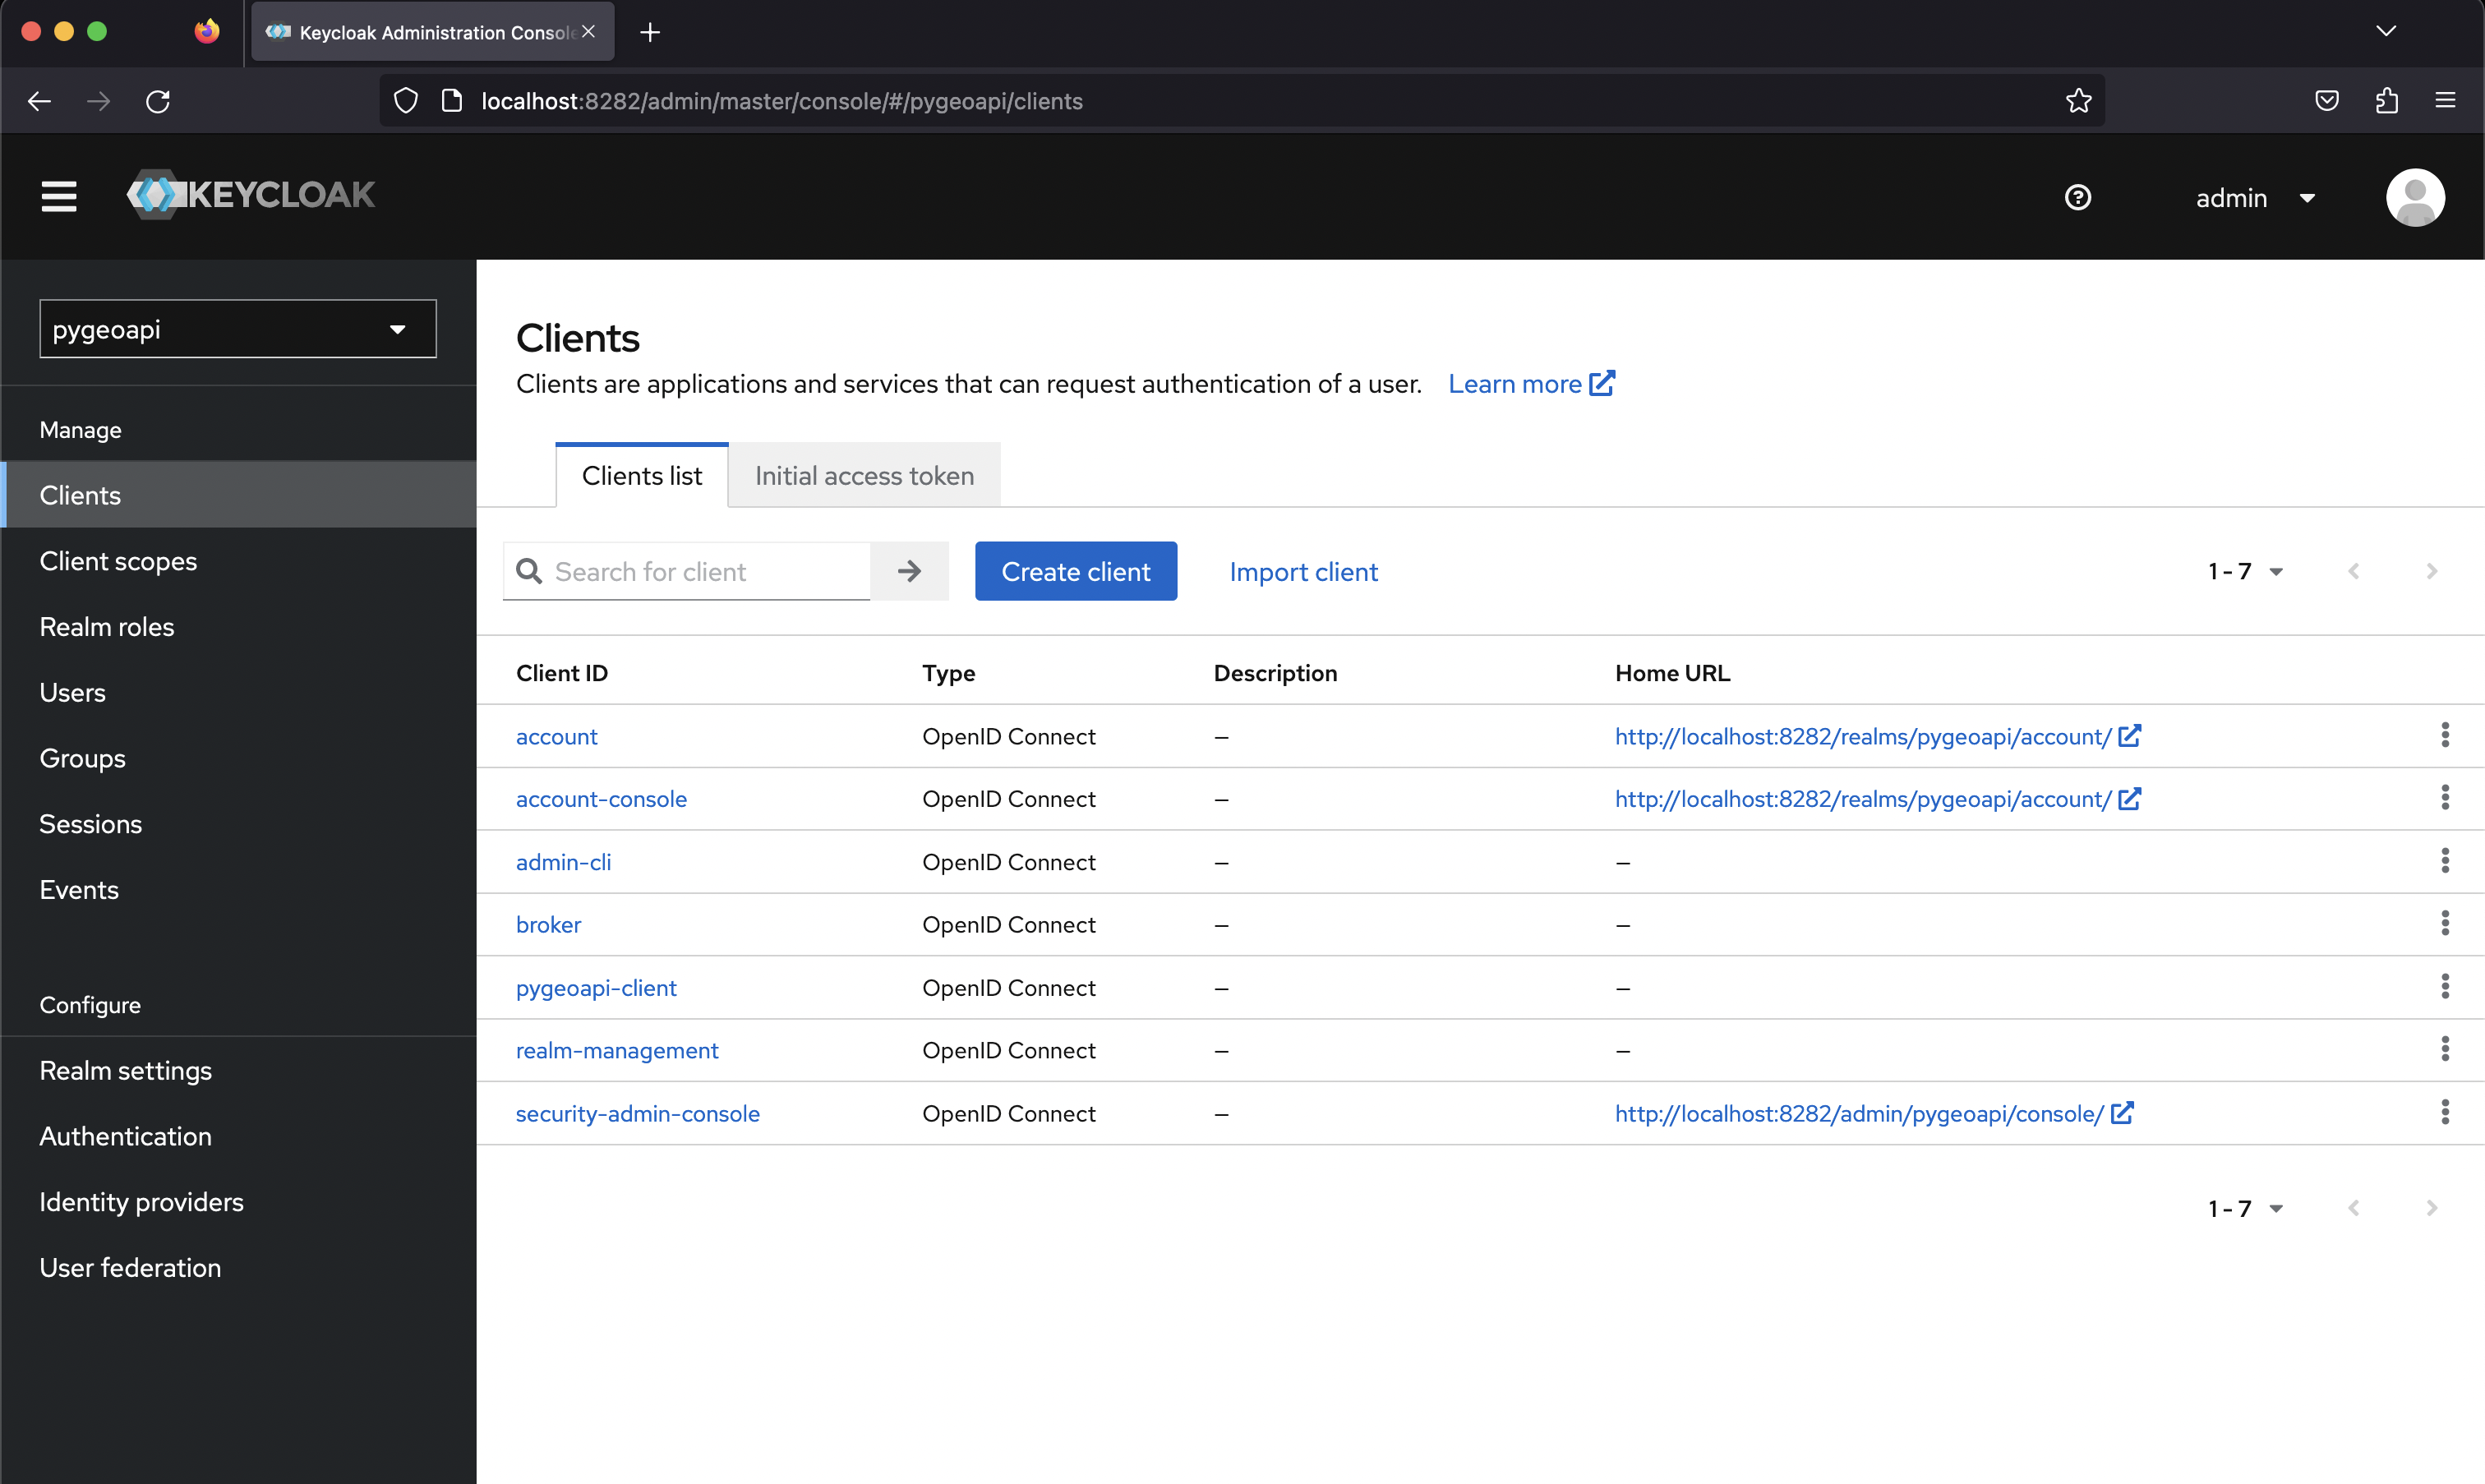 Keycloak Administration Consol
localhost:8282/admin/master/console/#/pygeoapi/clients
KEYCLOAK
admin
pygeoapi
Manage
Clients
Client scopes
Realm roles
Users
Groups
Sessions
Events
Configure
Realm settings
Authentication
Identity providers
User federation
Clients
Clients are applications and services that can request authentication of a user. Learn more
Clients list Initial access token
Search for client Create client Import client 1 - 7
Client ID Type Description Home URL
account OpenID Connect – http://localhost:8282/realms/pygeoapi/account/
account-console OpenID Connect – http://localhost:8282/realms/pygeoapi/account/
admin-cli OpenID Connect – –
broker OpenID Connect – –
pygeoapi-client OpenID Connect – –
realm-management OpenID Connect – –
security-admin-console OpenID Connect – http://localhost:8282/admin/pygeoapi/console/
1 - 7